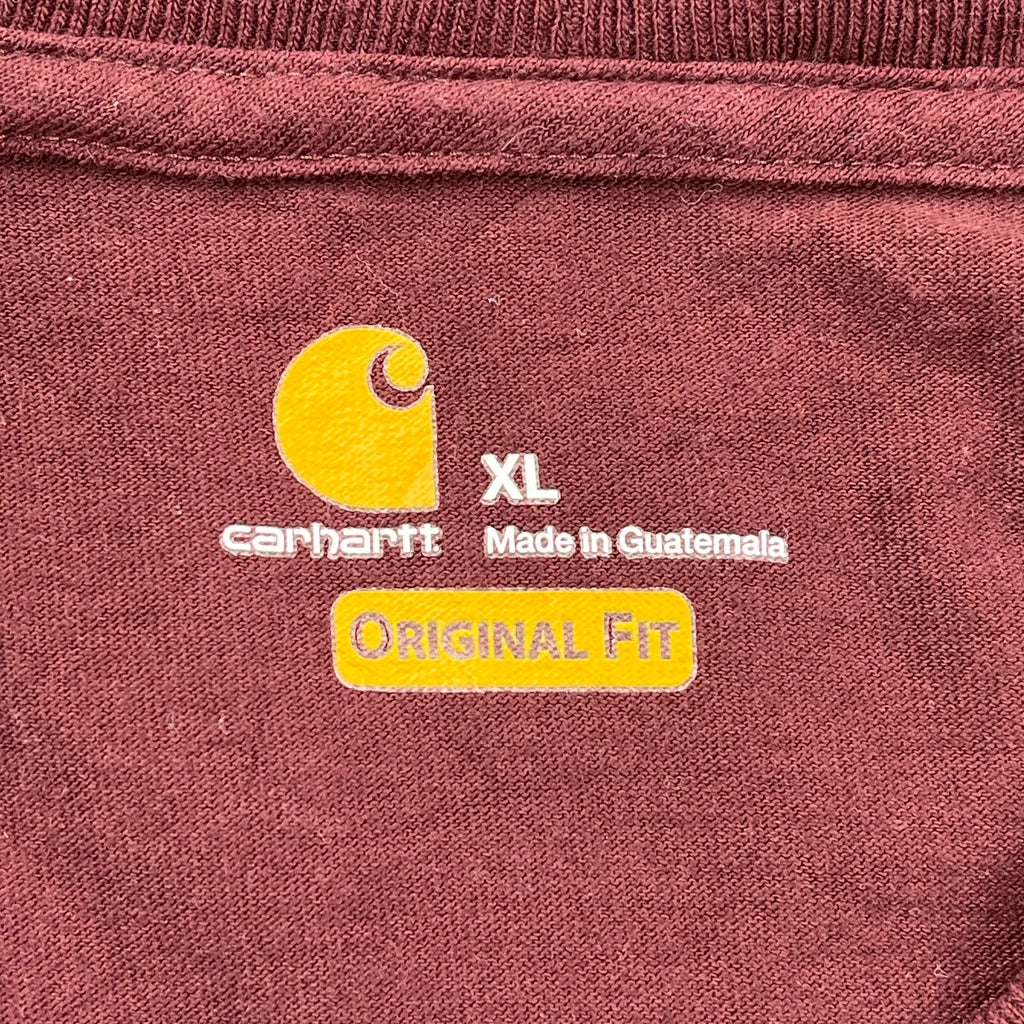 XL
carhartt
Made in Guatemala
ORIGINAL FIT